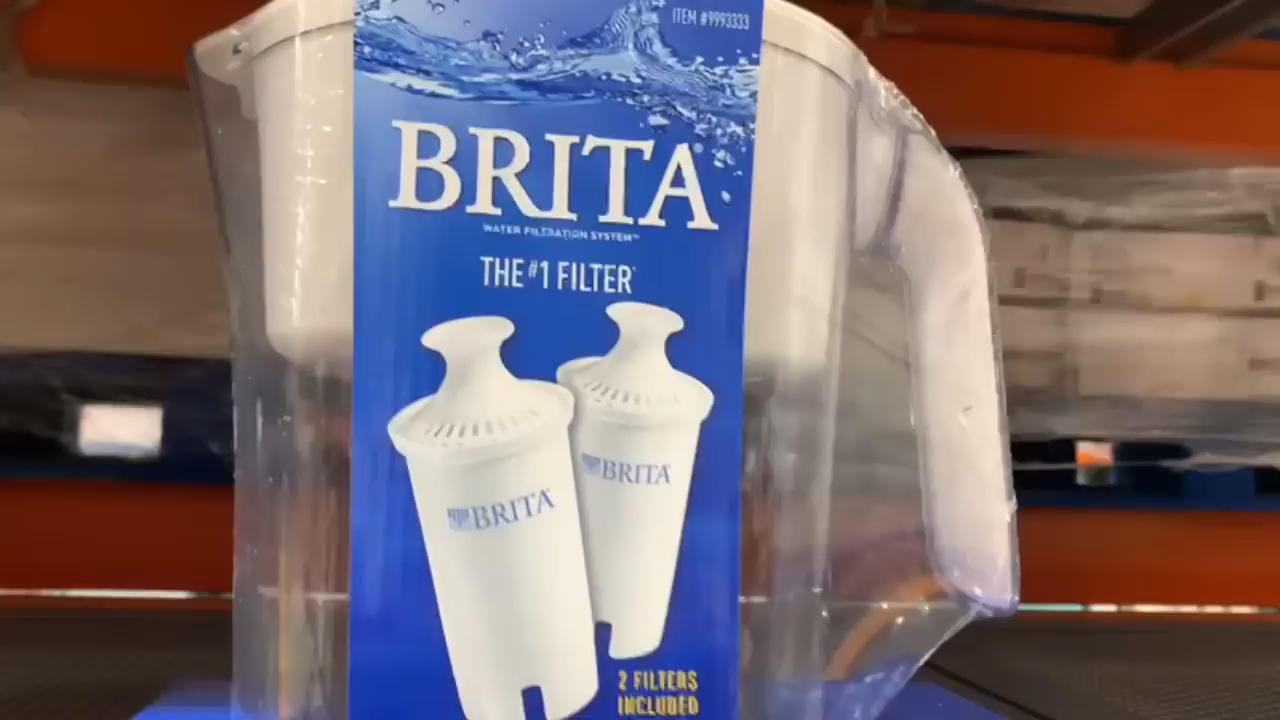 ITEM #9993333
BRITA®
WATER FILTRATION SYSTEM™
THE #1 FILTER*
BRITA
BRITA
2 FILTERS
INCLUDED